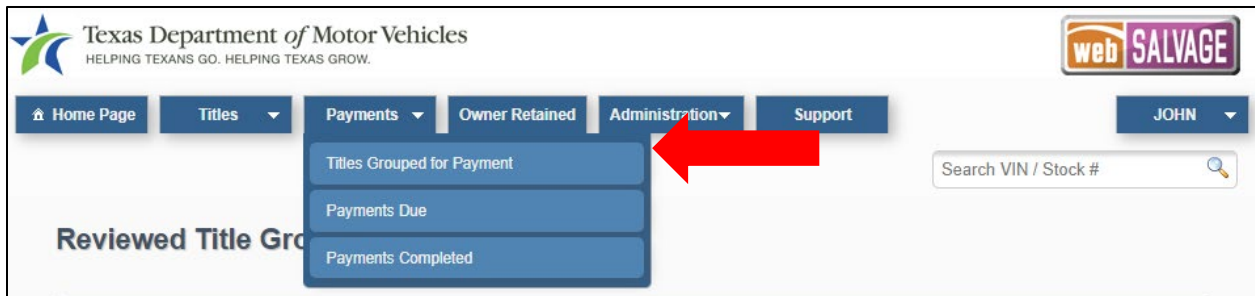 Texas Department of Motor Vehicles
HELPING TEXANS GO. HELPING TEXAS GROW.
web SALVAGE
Home Page Titles Payments Owner Retained Administration Support JOHN
Titles Grouped for Payment
Search VIN / Stock #
Payments Due
Reviewed Title Gro
Payments Completed